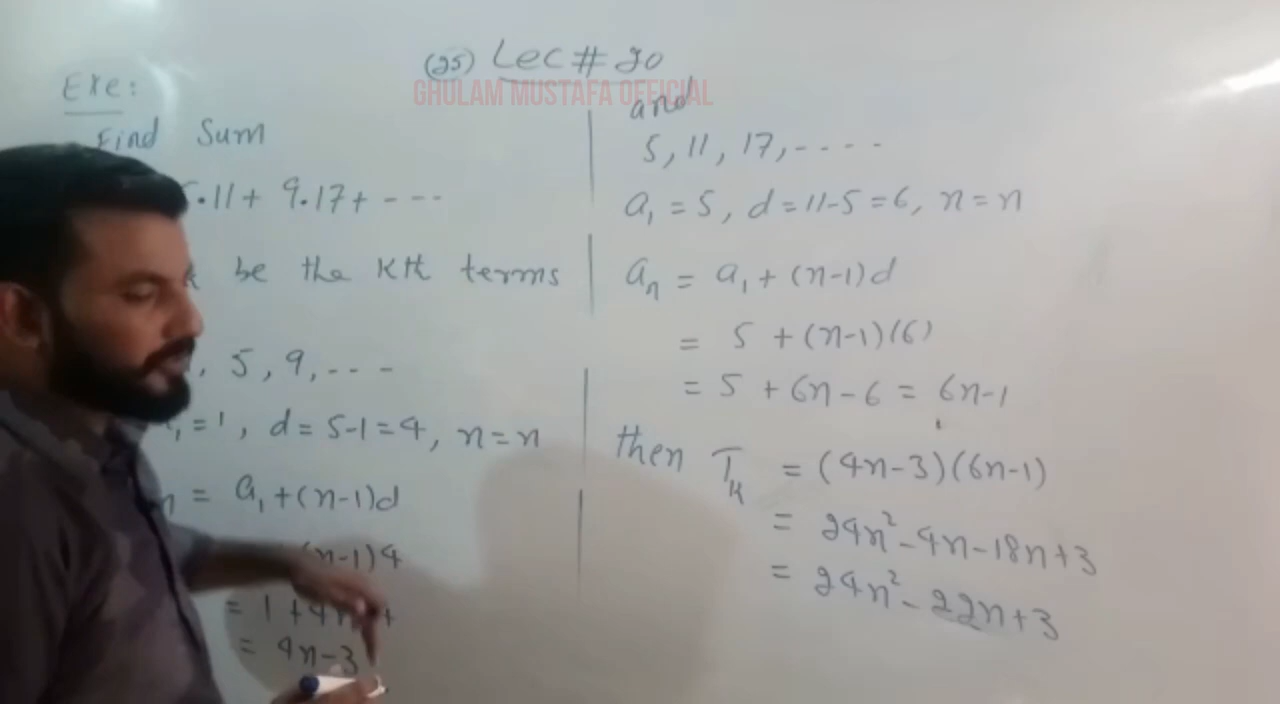 (25) Lec # 20
GHULAM MUSTAFA OFFICIAL
Exe:
Find Sum
.11 + 9.17 + ---
be the Kth terms
, 5, 9, ---
= 1, d = 5-1 = 4, n = n
= a₁ + (n-1)d
(n-1)4
= 1 + 4n
= 4n-3
and
5, 11, 17, ----
a₁ = 5, d = 11-5 = 6, n = n
aₙ = a₁ + (n-1)d
= 5 + (n-1)(6)
= 5 + 6n - 6 = 6n-1
then Tₖ = (4n-3)(6n-1)
= 24n² - 4n - 18n + 3
= 24n² - 22n + 3